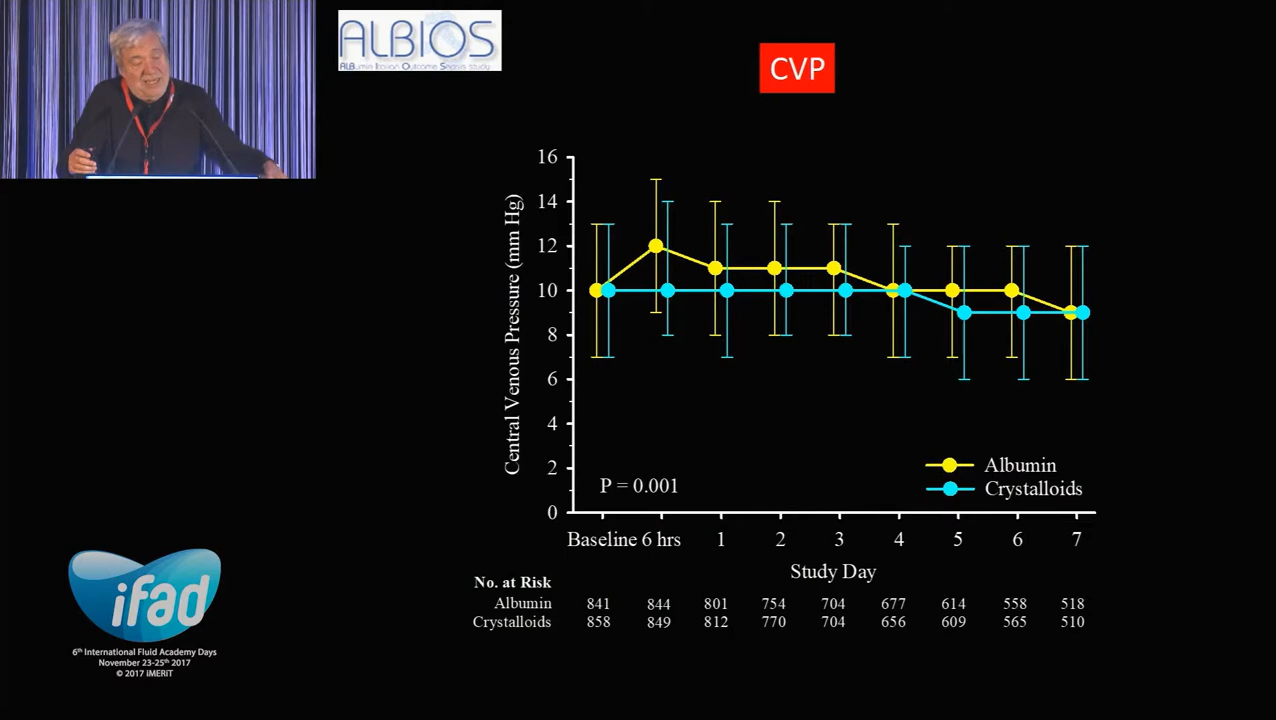 ALBIOS
ALBumin Italian Outcome Sepsis study
CVP
16
14
12
10
8
6
4
2
0
Central Venous Pressure (mm Hg)
P = 0.001
Albumin
Crystalloids
Baseline 6 hrs 1 2 3 4 5 6 7
Study Day
No. at Risk
Albumin 841 844 801 754 704 677 614 558 518
Crystalloids 858 849 812 770 704 656 609 565 510
ifad
6th International Fluid Academy Days
November 23-25th 2017
© 2017 iMERiT